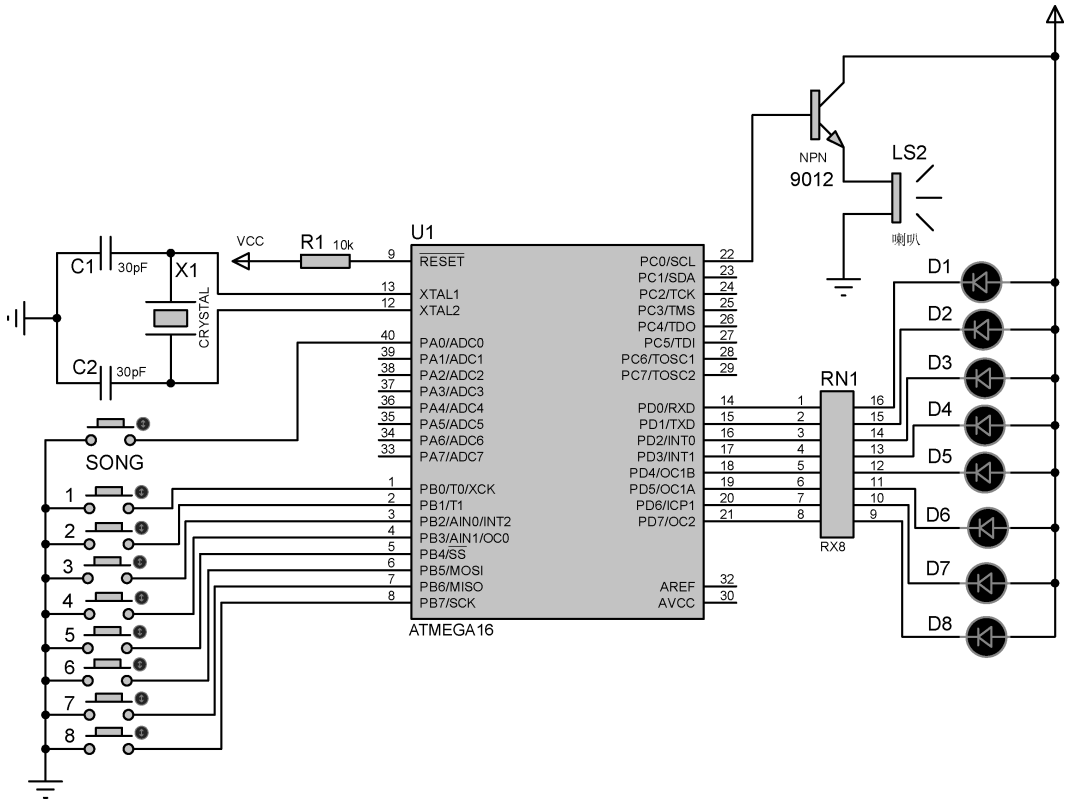 NPN
9012
LS2
喇叭
U1
VCC
R1 10k
C1 30pF
X1
CRYSTAL
C2 30pF
SONG
1
2
3
4
5
6
7
8
9 RESET
13 XTAL1
12 XTAL2
40 PA0/ADC0
39 PA1/ADC1
38 PA2/ADC2
37 PA3/ADC3
36 PA4/ADC4
35 PA5/ADC5
34 PA6/ADC6
33 PA7/ADC7
1 PB0/T0/XCK
2 PB1/T1
3 PB2/AIN0/INT2
4 PB3/AIN1/OC0
5 PB4/SS
6 PB5/MOSI
7 PB6/MISO
8 PB7/SCK
PC0/SCL 22
PC1/SDA 23
PC2/TCK 24
PC3/TMS 25
PC4/TDO 26
PC5/TDI 27
PC6/TOSC1 28
PC7/TOSC2 29
PD0/RXD 14
PD1/TXD 15
PD2/INT0 16
PD3/INT1 17
PD4/OC1B 18
PD5/OC1A 19
PD6/ICP1 20
PD7/OC2 21
AREF 32
AVCC 30
ATMEGA16
RN1
1 16
2 15
3 14
4 13
5 12
6 11
7 10
8 9
RX8
D1
D2
D3
D4
D5
D6
D7
D8